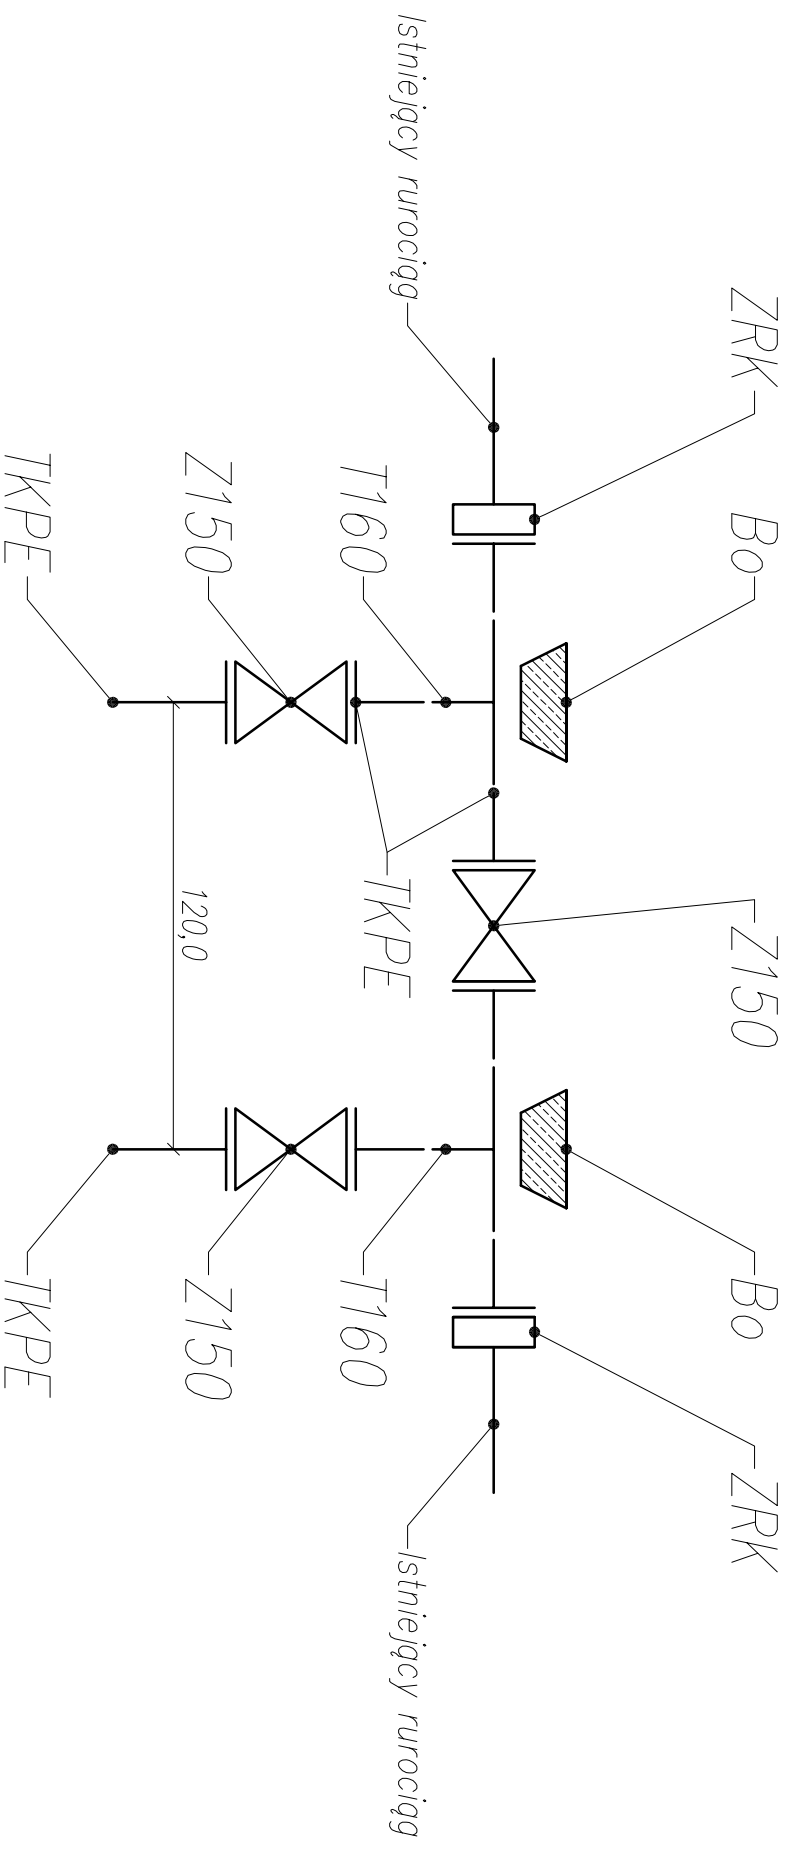 ZRK
Bo
Z150
Bo
ZRK
Istniejący rurociąg
Istniejący rurociąg
TKPE
T160
T160
Z150
Z150
120,0
TKPE
TKPE